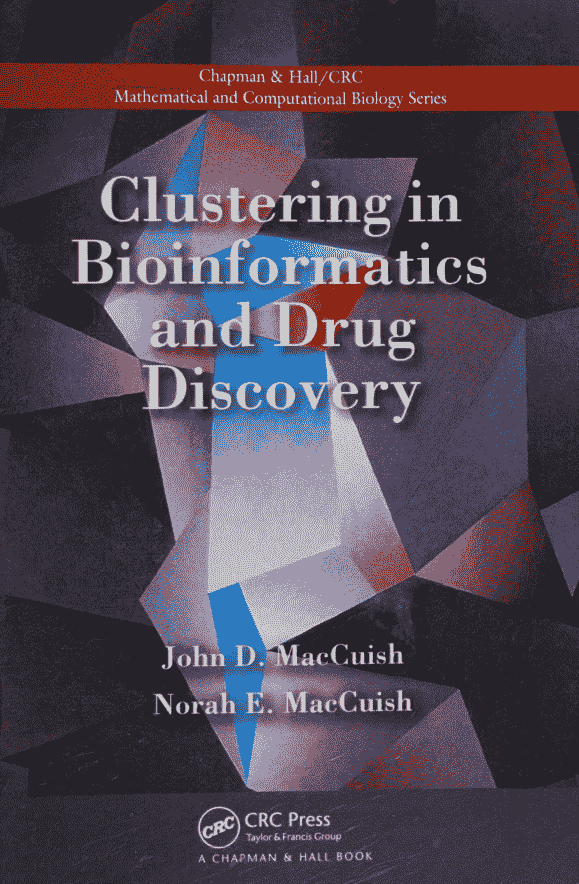 Chapman & Hall/CRC
Mathematical and Computational Biology Series
Clustering in
Bioinformatics
and Drug
Discovery
John D. MacCuish
Norah E. MacCuish
CRC
CRC Press
Taylor & Francis Group
A CHAPMAN & HALL BOOK